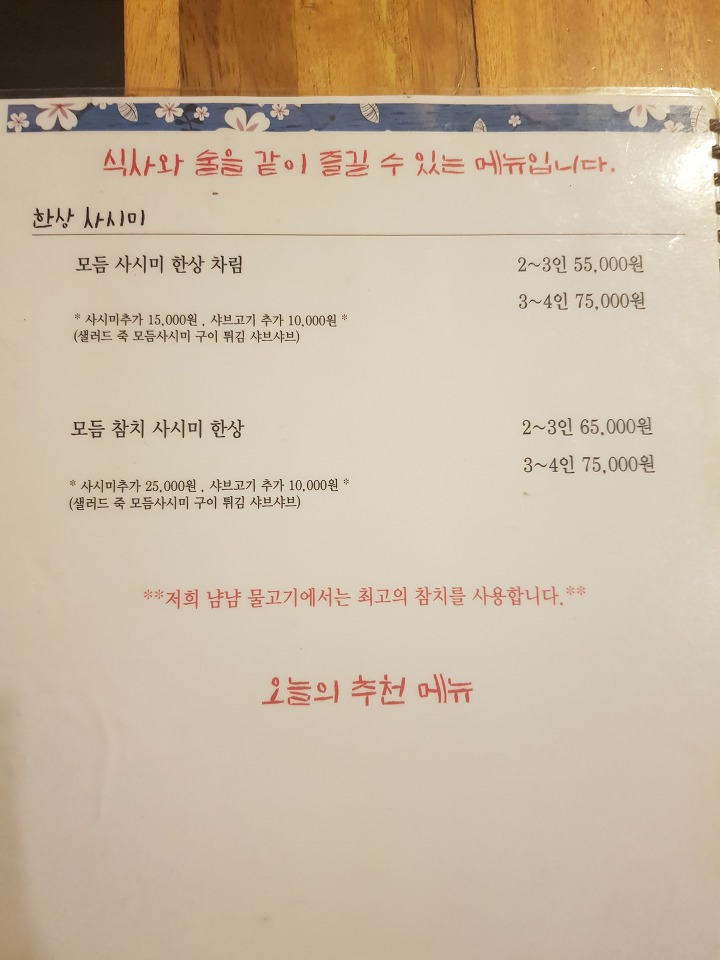 식사와 술을 같이 즐길 수 있는 메뉴입니다.
한상 사시미
모듬 사시미 한상 차림 2~3인 55,000원
3~4인 75,000원
* 사시미추가 15,000원 , 샤브고기 추가 10,000원 *
(샐러드 죽 모듬사시미 구이 튀김 샤브샤브)
모듬 참치 사시미 한상 2~3인 65,000원
3~4인 75,000원
* 사시미추가 25,000원 , 샤브고기 추가 10,000원 *
(샐러드 죽 모듬사시미 구이 튀김 샤브샤브)
**저희 냠냠 물고기에서는 최고의 참치를 사용합니다.**
오늘의 추천 메뉴